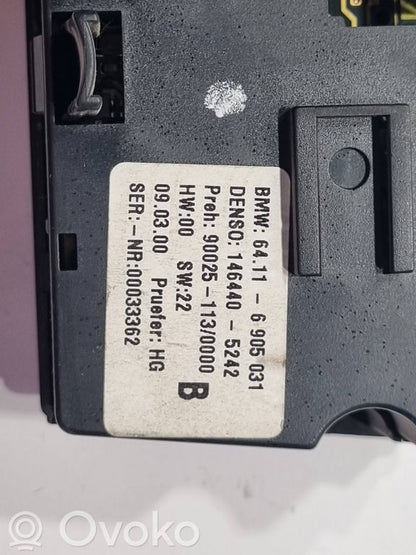 BMW: 64.11 - 6 905 031
DENSO: 146440 - 5242
Preh: 90025-113/0000
HW:00 SW:22 B
09.03.00 Pruefer: HG
SER:-NR:00033362
Ovoko